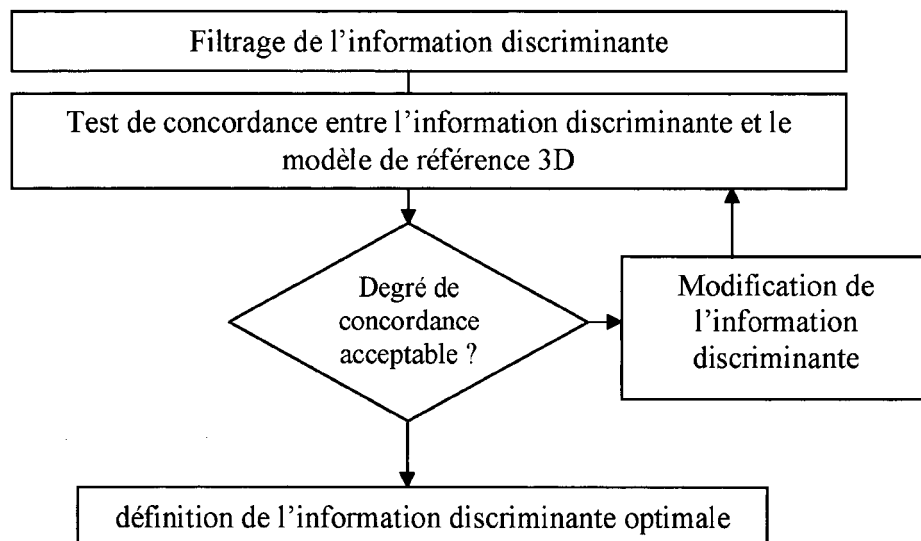 Filtrage de l'information discriminante
Test de concordance entre l'information discriminante et le
modèle de référence 3D
Degré de
concordance
acceptable ?
Modification de
l'information
discriminante
définition de l'information discriminante optimale